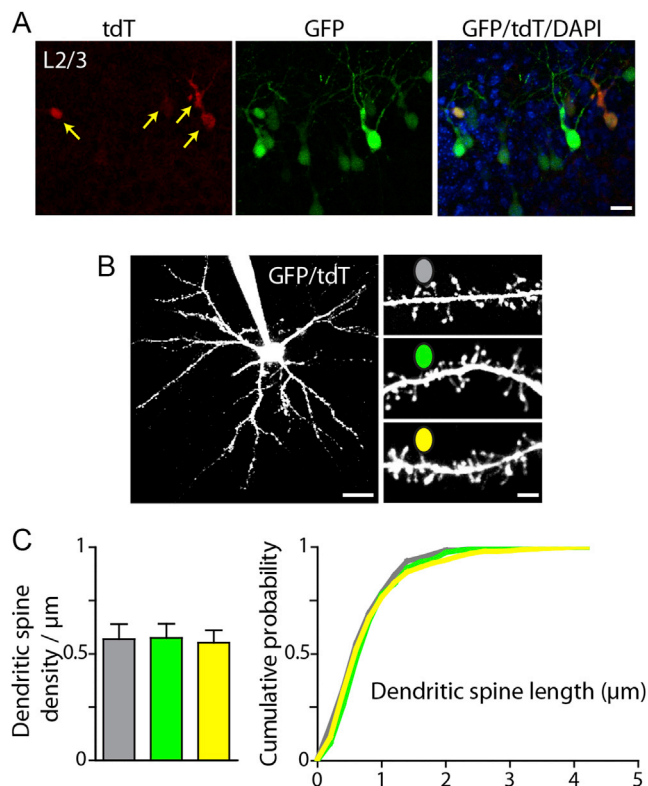 A
tdT
GFP
GFP/tdT/DAPI
L2/3
B
GFP/tdT
C
Dendritic spine
density / μm
1
0.5
0
Cumulative probability
1
0.5
0
Dendritic spine length (μm)
0
1
2
3
4
5